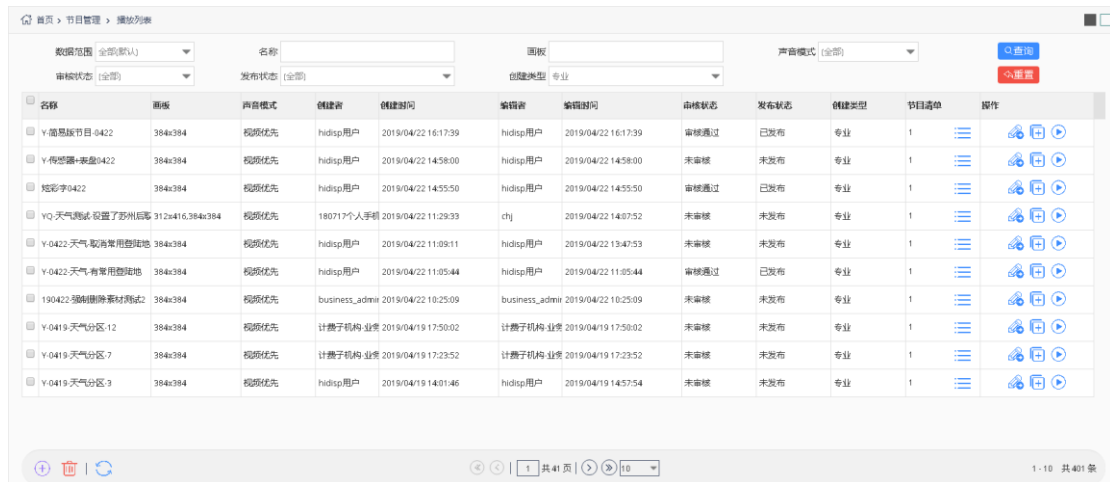 首页 › 节目管理 › 播放列表
数据范围 全部(默认) 名称 画板 声音模式 (全部) 查询
审核状态 (全部) 发布状态 (全部) 创建类型 专业 重置
名称 画板 声音模式 创建者 创建时间 编辑者 编辑时间 审核状态 发布状态 创建类型 节目清单 操作
Y-简易版节目-0422 384x384 视频优先 hidisp用户 2019/04/22 16:17:39 hidisp用户 2019/04/22 16:17:39 审核通过 已发布 专业 1
Y-传感器+表盘0422 384x384 视频优先 hidisp用户 2019/04/22 14:58:00 hidisp用户 2019/04/22 14:58:00 未审核 未发布 专业 1
炫彩字0422 384x384 视频优先 hidisp用户 2019/04/22 14:55:50 hidisp用户 2019/04/22 14:55:50 审核通过 已发布 专业 1
YQ-天气测试-设置了苏州后 312x416,384x384 视频优先 180717个人手机 2019/04/22 11:29:33 chj 2019/04/22 14:07:52 未审核 未发布 专业 1
Y-0422-天气-取消常用登陆地 384x384 视频优先 hidisp用户 2019/04/22 11:09:11 hidisp用户 2019/04/22 13:47:53 未审核 未发布 专业 1
Y-0422-天气-有常用登陆地 384x384 视频优先 hidisp用户 2019/04/22 11:05:44 hidisp用户 2019/04/22 11:05:44 审核通过 已发布 专业 1
190422-强制删除素材测试2 384x384 视频优先 business_admin 2019/04/22 10:25:09 business_admin 2019/04/22 10:25:09 未审核 未发布 专业 1
Y-0419-天气分区-12 384x384 视频优先 计费子机构-业务 2019/04/19 17:50:02 计费子机构-业务 2019/04/19 17:50:02 未审核 未发布 专业 1
Y-0419-天气分区-7 384x384 视频优先 计费子机构-业务 2019/04/19 17:23:52 计费子机构-业务 2019/04/19 17:23:52 未审核 未发布 专业 1
Y-0419-天气分区-3 384x384 视频优先 hidisp用户 2019/04/19 14:01:46 hidisp用户 2019/04/19 14:57:54 未审核 未发布 专业 1
1 共41页 10 1 - 10 共401条